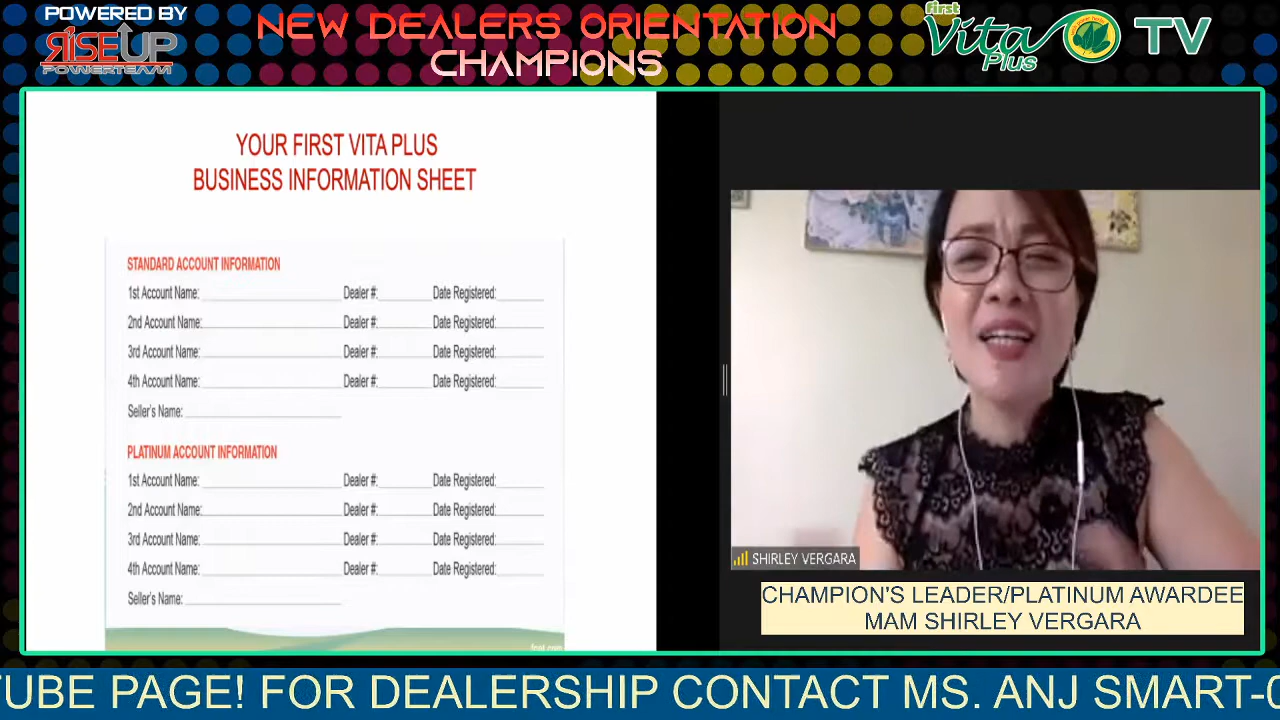 POWERED BY
RISEUP
POWERTEAM
NEW DEALERS ORIENTATION
CHAMPIONS
first
Vita
Plus
TV
YOUR FIRST VITA PLUS
BUSINESS INFORMATION SHEET
STANDARD ACCOUNT INFORMATION
1st Account Name: Dealer #: Date Registered:
2nd Account Name: Dealer #: Date Registered:
3rd Account Name: Dealer #: Date Registered:
4th Account Name: Dealer #: Date Registered:
Seller's Name:
PLATINUM ACCOUNT INFORMATION
1st Account Name: Dealer #: Date Registered:
2nd Account Name: Dealer #: Date Registered:
3rd Account Name: Dealer #: Date Registered:
4th Account Name: Dealer #: Date Registered:
Seller's Name:
SHIRLEY VERGARA
CHAMPION'S LEADER/PLATINUM AWARDEE
MAM SHIRLEY VERGARA
TUBE PAGE! FOR DEALERSHIP CONTACT MS. ANJ SMART-0